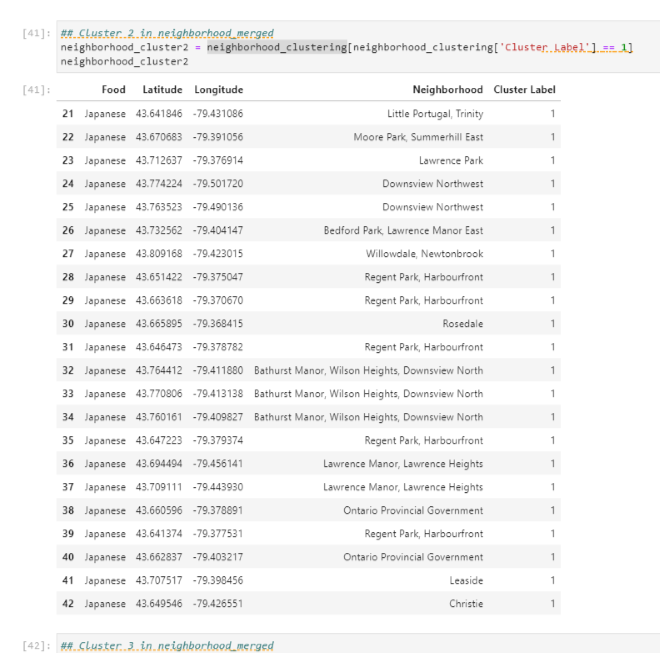 [41]: ## Cluster 2 in neighborhood_merged
neighborhood_cluster2 = neighborhood_clustering[neighborhood_clustering['Cluster Label'] == 1]
neighborhood_cluster2
[41]: Food Latitude Longitude Neighborhood Cluster Label
21 Japanese 43.641846 -79.431086 Little Portugal, Trinity 1
22 Japanese 43.670683 -79.391056 Moore Park, Summerhill East 1
23 Japanese 43.712637 -79.376914 Lawrence Park 1
24 Japanese 43.774224 -79.501720 Downsview Northwest 1
25 Japanese 43.763523 -79.490136 Downsview Northwest 1
26 Japanese 43.732562 -79.404147 Bedford Park, Lawrence Manor East 1
27 Japanese 43.809168 -79.423015 Willowdale, Newtonbrook 1
28 Japanese 43.651422 -79.375047 Regent Park, Harbourfront 1
29 Japanese 43.663618 -79.370670 Regent Park, Harbourfront 1
30 Japanese 43.665895 -79.368415 Rosedale 1
31 Japanese 43.646473 -79.378782 Regent Park, Harbourfront 1
32 Japanese 43.764412 -79.411880 Bathurst Manor, Wilson Heights, Downsview North 1
33 Japanese 43.770806 -79.413138 Bathurst Manor, Wilson Heights, Downsview North 1
34 Japanese 43.760161 -79.409827 Bathurst Manor, Wilson Heights, Downsview North 1
35 Japanese 43.647223 -79.379374 Regent Park, Harbourfront 1
36 Japanese 43.694494 -79.456141 Lawrence Manor, Lawrence Heights 1
37 Japanese 43.709111 -79.443930 Lawrence Manor, Lawrence Heights 1
38 Japanese 43.660596 -79.378891 Ontario Provincial Government 1
39 Japanese 43.641374 -79.377531 Regent Park, Harbourfront 1
40 Japanese 43.662837 -79.403217 Ontario Provincial Government 1
41 Japanese 43.707517 -79.398456 Leaside 1
42 Japanese 43.649546 -79.426551 Christie 1
[42]: ## Cluster 3 in neighborhood_merged